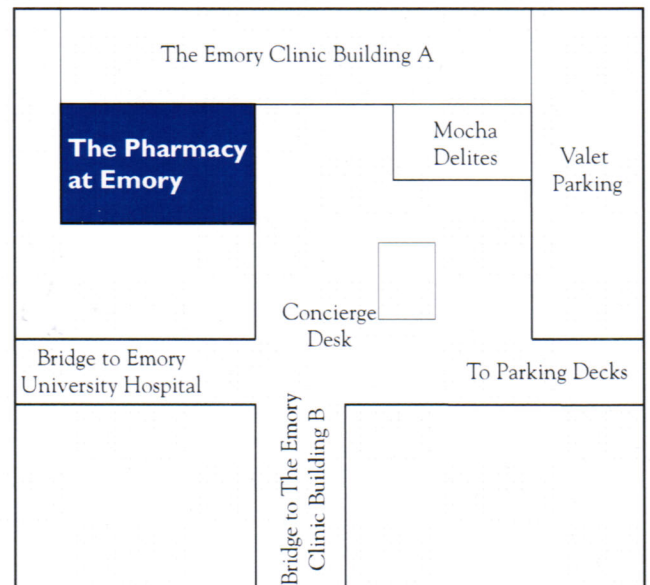 The Emory Clinic Building A
The Pharmacy
at Emory
Mocha
Delites
Valet
Parking
Concierge
Desk
Bridge to Emory
University Hospital
To Parking Decks
Bridge to The Emory
Clinic Building B